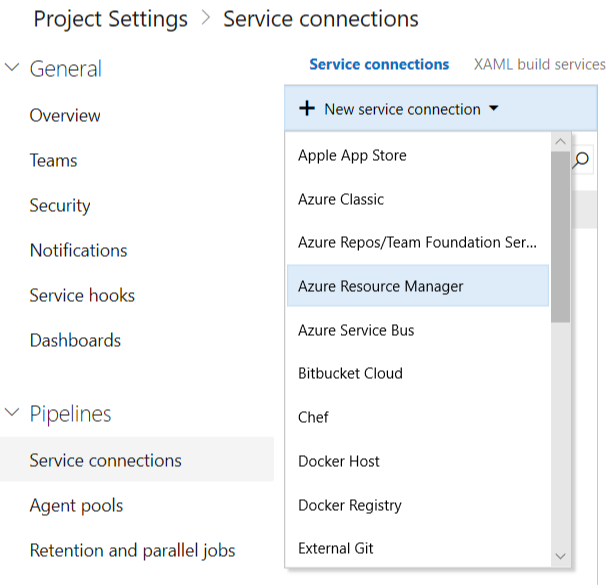 Project Settings > Service connections
General
Overview
Teams
Security
Notifications
Service hooks
Dashboards
Pipelines
Service connections
Agent pools
Retention and parallel jobs
Service connections XAML build services
+ New service connection
Apple App Store
Azure Classic
Azure Repos/Team Foundation Ser...
Azure Resource Manager
Azure Service Bus
Bitbucket Cloud
Chef
Docker Host
Docker Registry
External Git